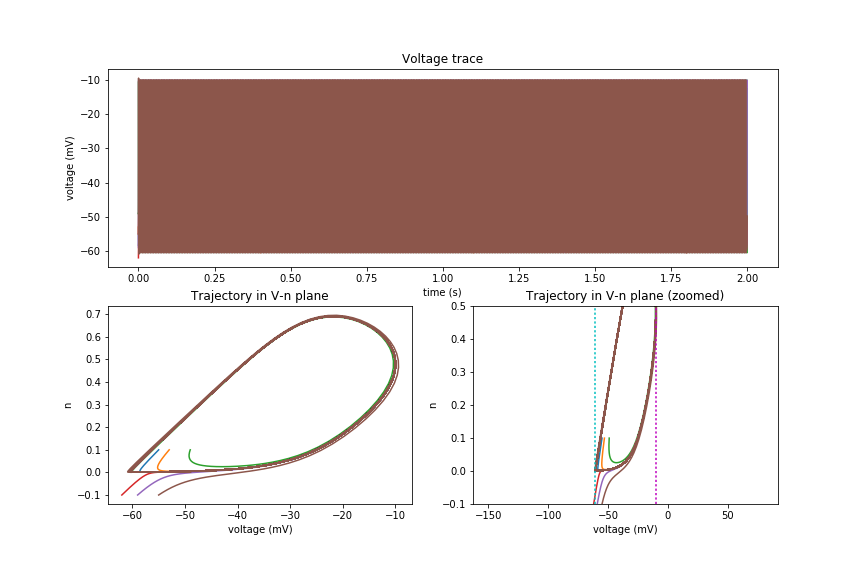 Voltage trace
−10
−20
−30
−40
−50
−60
voltage (mV)
0.00 0.25 0.50 0.75 1.00 1.25 1.50 1.75 2.00
time (s)
Trajectory in V-n plane
0.7
0.6
0.5
0.4
0.3
0.2
0.1
0.0
−0.1
n
−60 −50 −40 −30 −20 −10
voltage (mV)
Trajectory in V-n plane (zoomed)
0.5
0.4
0.3
0.2
0.1
0.0
−0.1
n
−150 −100 −50 0 50
voltage (mV)